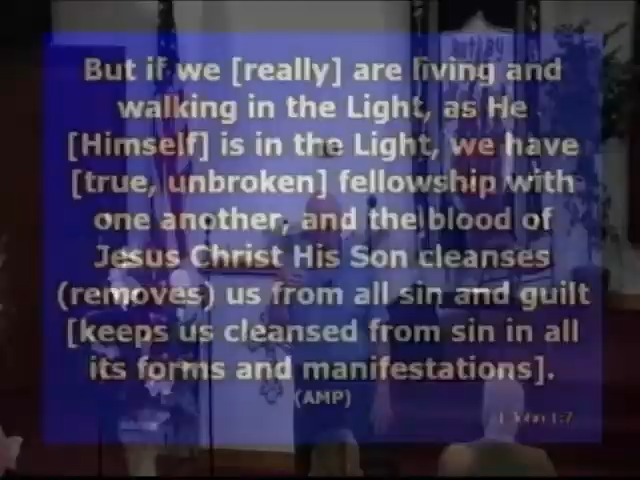 But if we [really] are living and
walking in the Light, as He
[Himself] is in the Light, we have
[true, unbroken] fellowship with
one another, and the blood of
Jesus Christ His Son cleanses
(removes) us from all sin and guilt
[keeps us cleansed from sin in all
its forms and manifestations].
(AMP)
1 John 1:7